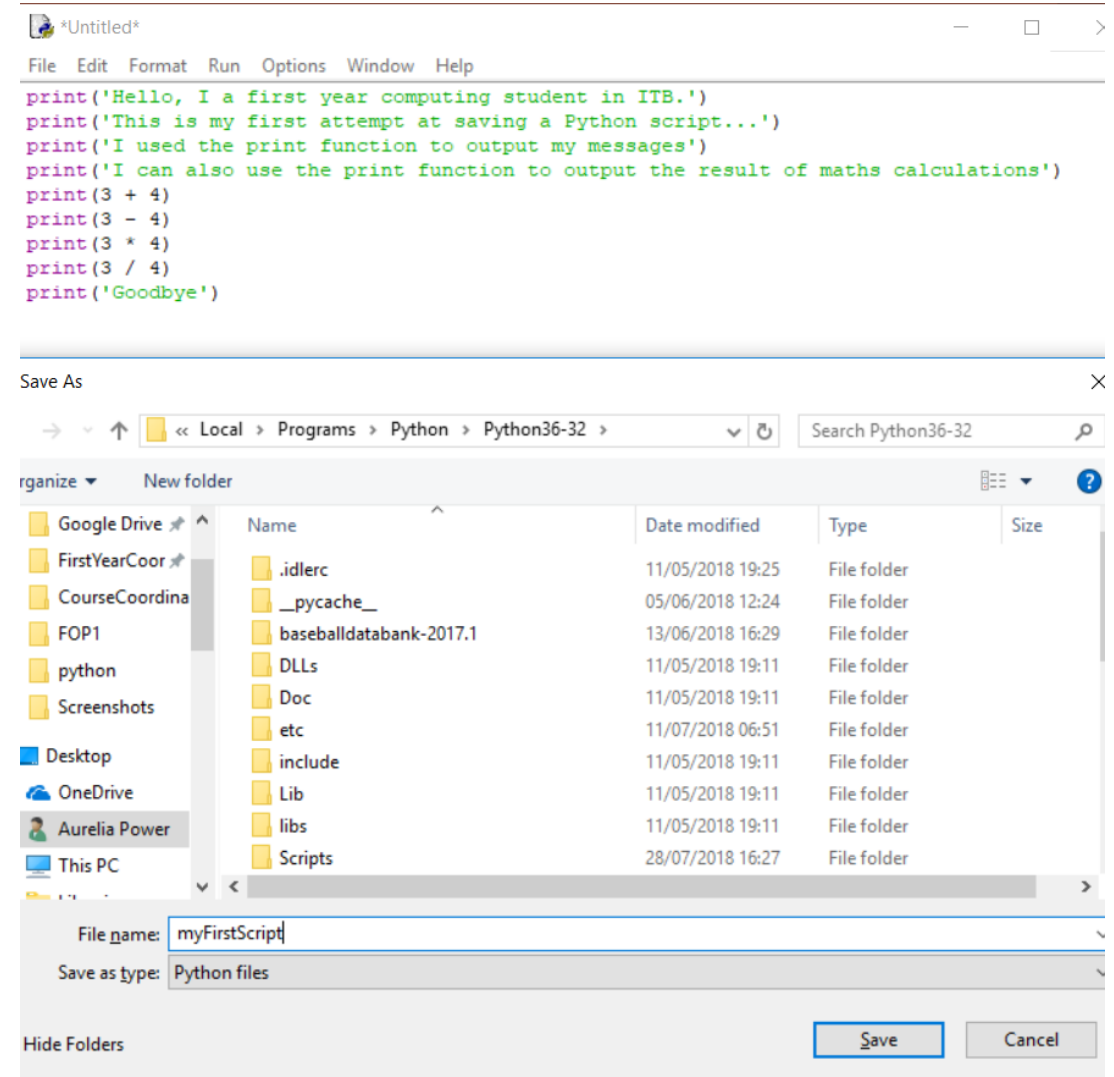 *Untitled*
File Edit Format Run Options Window Help
print('Hello, I a first year computing student in ITB.')
print('This is my first attempt at saving a Python script...')
print('I used the print function to output my messages')
print('I can also use the print function to output the result of maths calculations')
print(3 + 4)
print(3 - 4)
print(3 * 4)
print(3 / 4)
print('Goodbye')
Save As
« Local > Programs > Python > Python36-32 > Search Python36-32
rganize New folder
Google Drive Name Date modified Type Size
FirstYearCoor .idlerc 11/05/2018 19:25 File folder
CourseCoordina __pycache__ 05/06/2018 12:24 File folder
FOP1 baseballdatabank-2017.1 13/06/2018 16:29 File folder
python DLLs 11/05/2018 19:11 File folder
Screenshots Doc 11/05/2018 19:11 File folder
etc 11/07/2018 06:51 File folder
Desktop include 11/05/2018 19:11 File folder
OneDrive Lib 11/05/2018 19:11 File folder
Aurelia Power libs 11/05/2018 19:11 File folder
This PC Scripts 28/07/2018 16:27 File folder
File name: myFirstScript
Save as type: Python files
Hide Folders Save Cancel